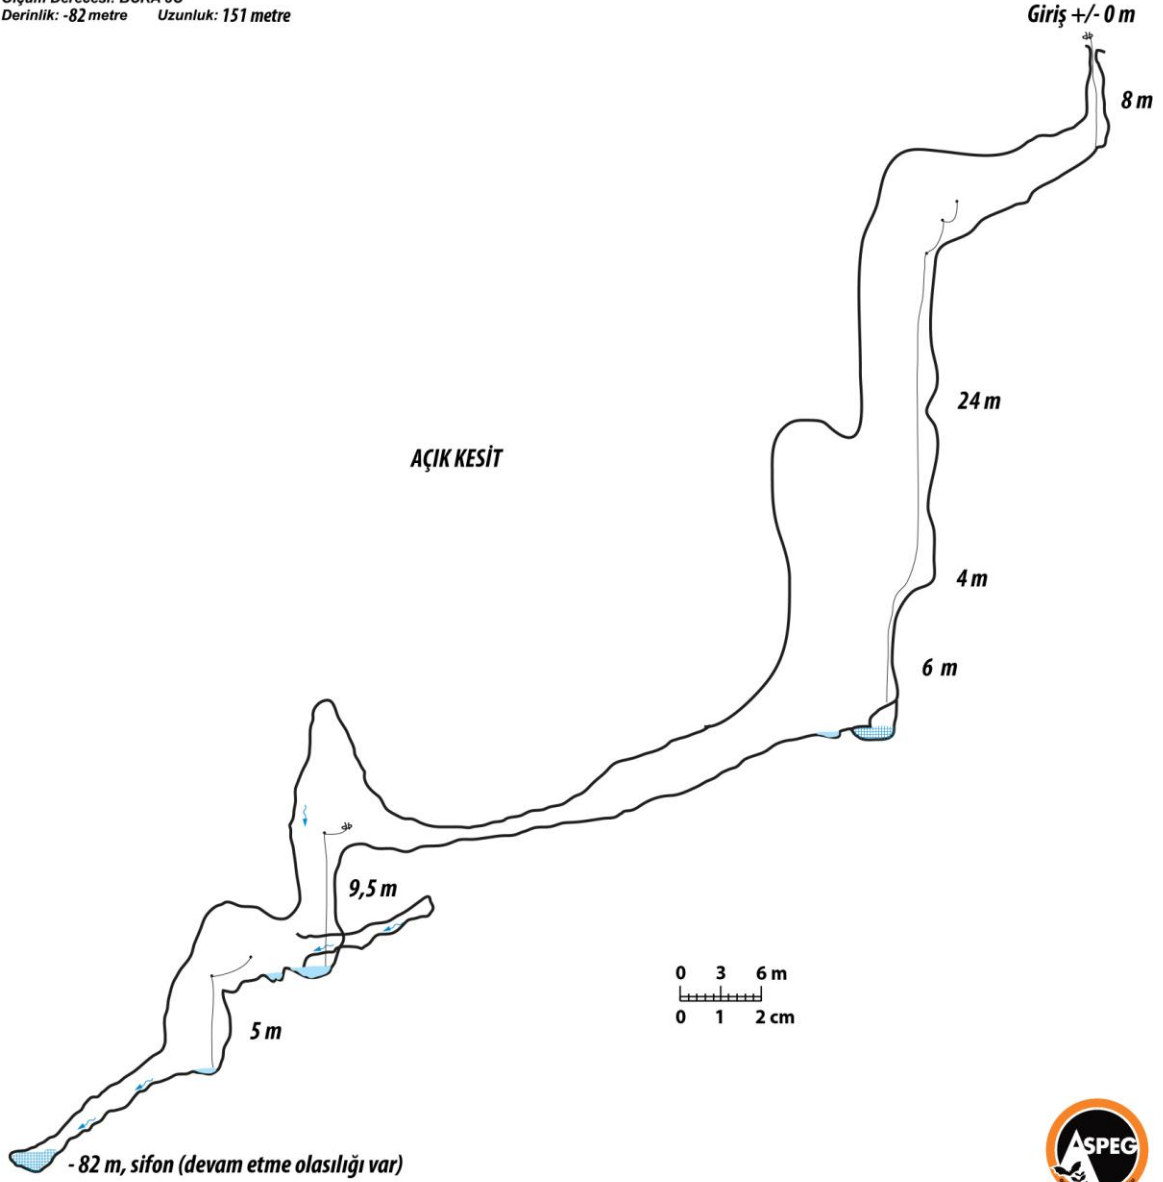 Derinlik: -82 metre Uzunluk: 151 metre
Giriş +/- 0 m
8 m
24 m
AÇIK KESİT
4 m
6 m
9,5 m
0 3 6 m
0 1 2 cm
5 m
- 82 m, sifon (devam etme olasılığı var)
ASPEG